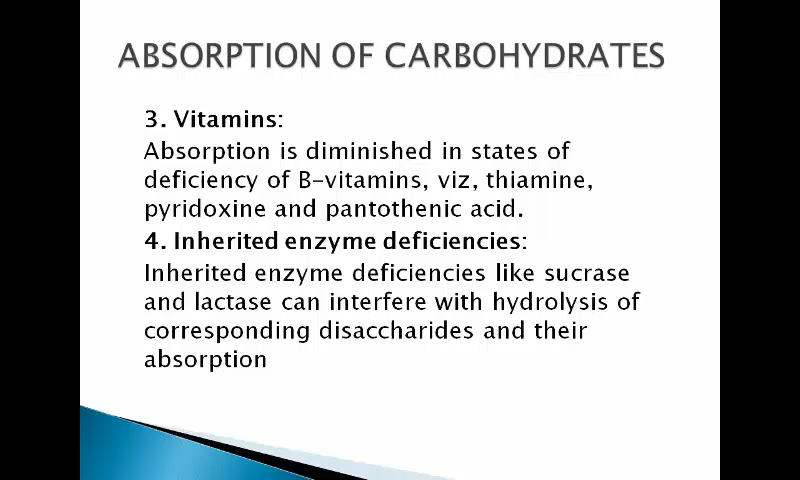 ABSORPTION OF CARBOHYDRATES
3. Vitamins:
Absorption is diminished in states of
deficiency of B-vitamins, viz, thiamine,
pyridoxine and pantothenic acid.
4. Inherited enzyme deficiencies:
Inherited enzyme deficiencies like sucrase
and lactase can interfere with hydrolysis of
corresponding disaccharides and their
absorption